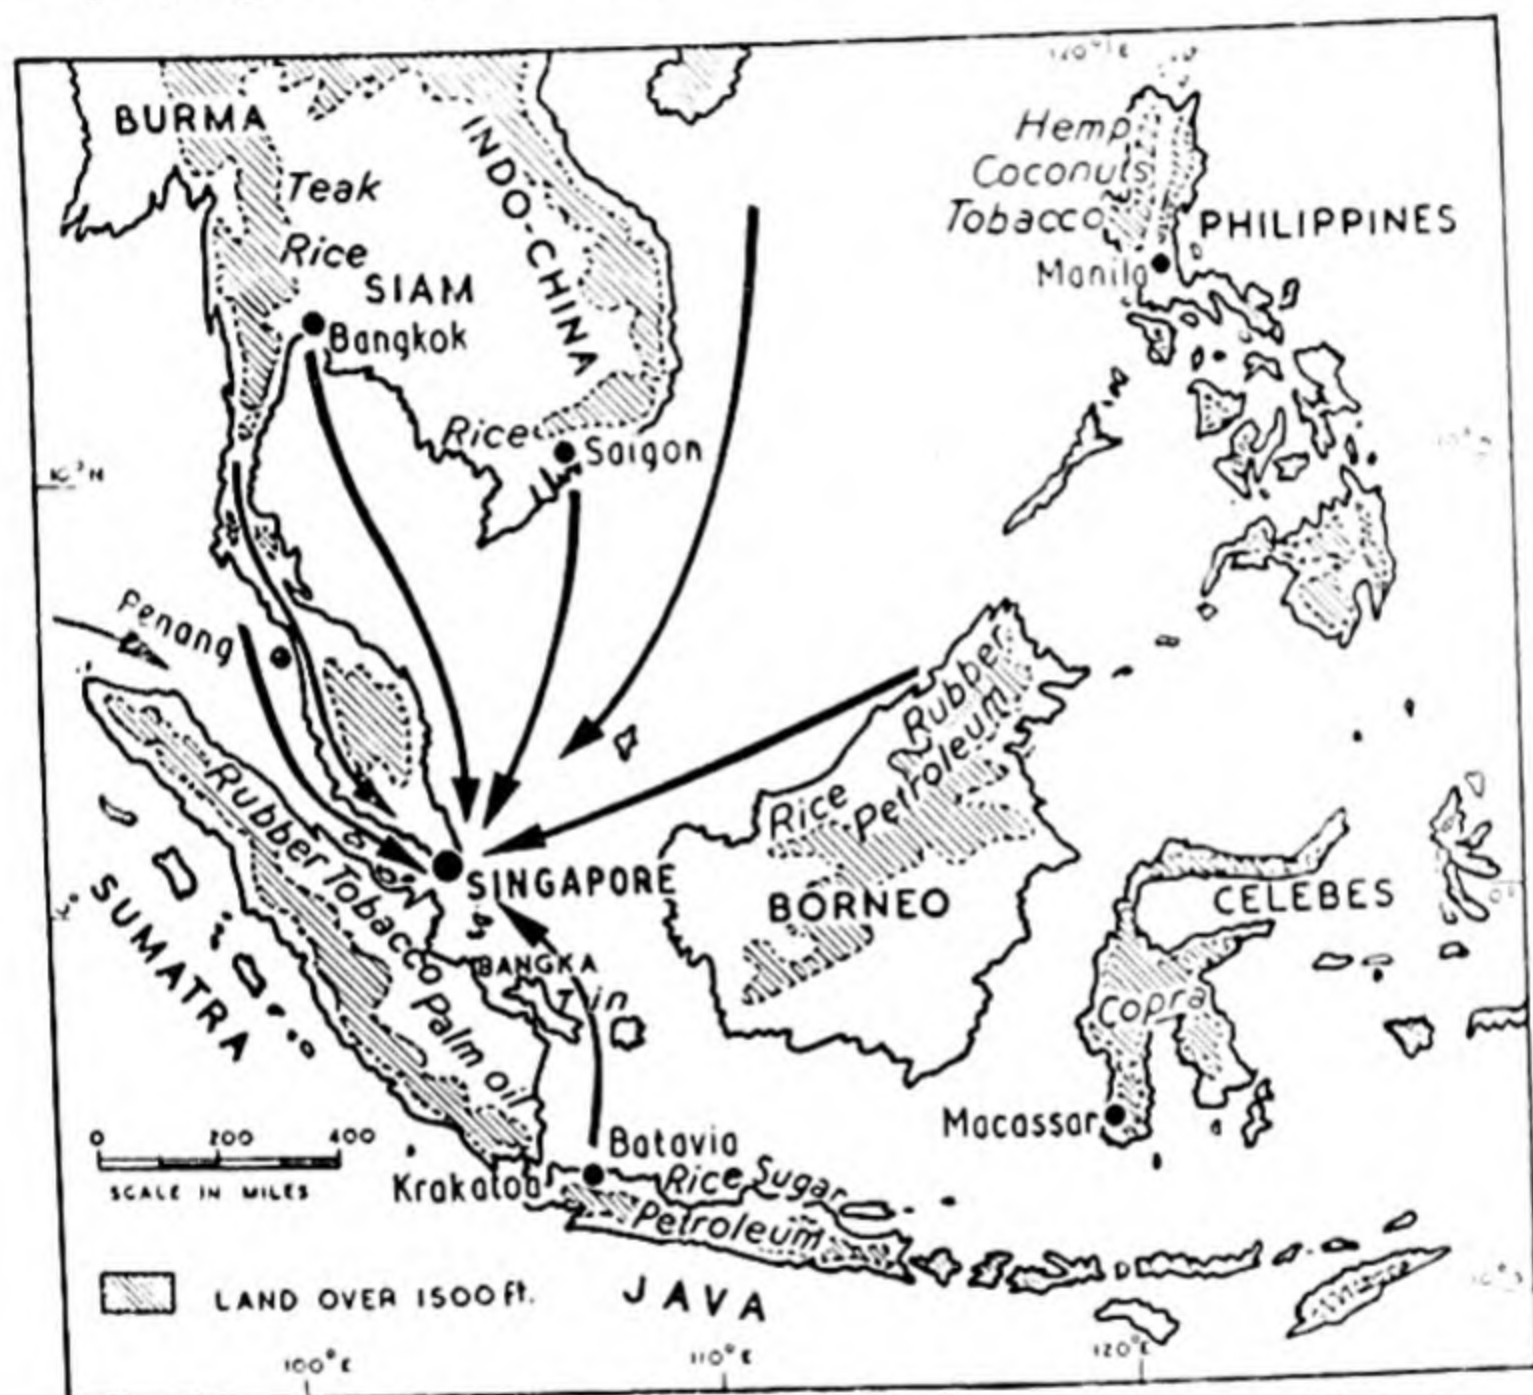 120° E
BURMA
Teak
Rice
SIAM
Bangkok
INDO-CHINA
Hemp
Coconuts
Tobacco
PHILIPPINES
Manila
Rice
Saigon
Penang
Rubber
Petroleum
Rice
BORNEO
SINGAPORE
CELEBES
Copra
Macassar
SUMATRA
Rubber Tobacco Palm oil
BANGKA
Tin
Batavia
Krakatoa
Rice Sugar
Petroleum
JAVA
0 200 400
SCALE IN MILES
LAND OVER 1500 ft.
100° E
110° E
120° E